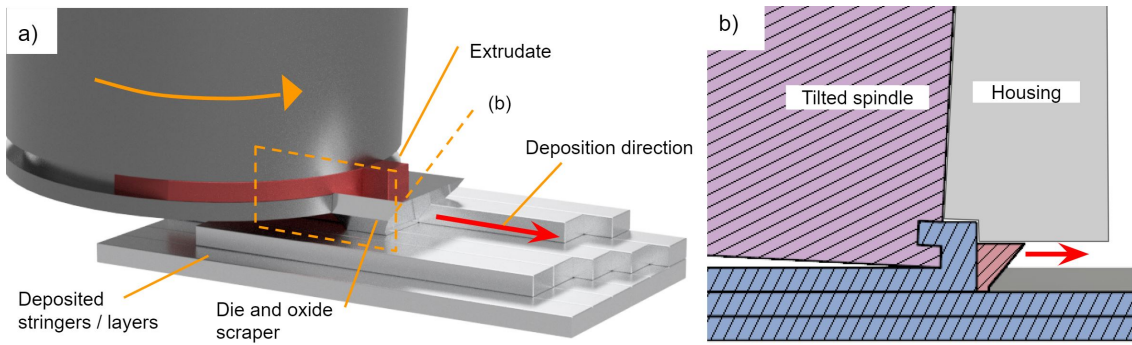 a)
Extrudate
(b)
Deposition direction
Deposited
stringers / layers
Die and oxide
scraper
b)
Tilted spindle
Housing